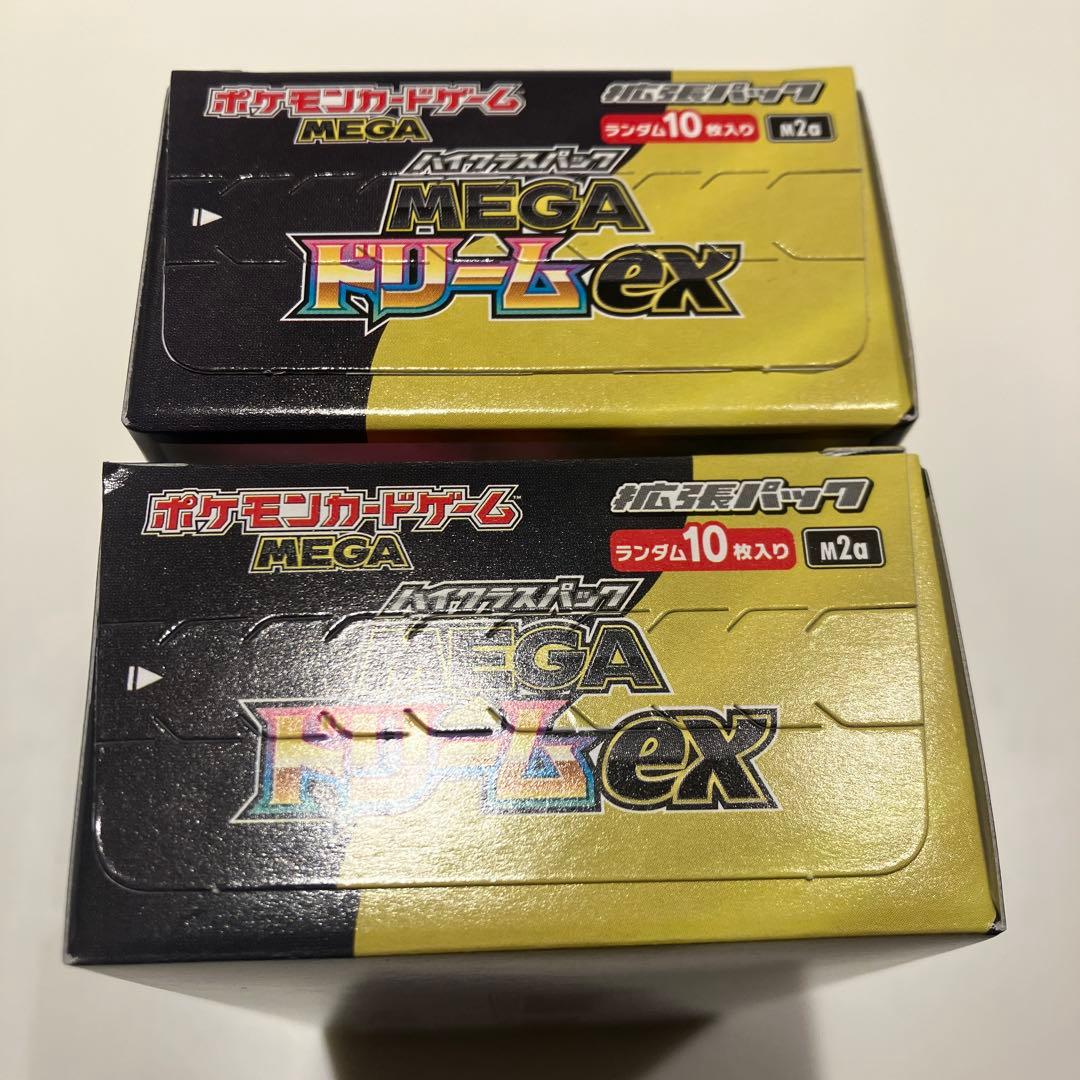 ポケモンカードゲーム
MEGA
拡張パック
ランダム10枚入り M2a
ハイクラスパック
MEGA
ドリームex
ポケモンカードゲーム™
MEGA
拡張パック
ランダム10枚入り M2a
ハイクラスパック
MEGA
ドリームex